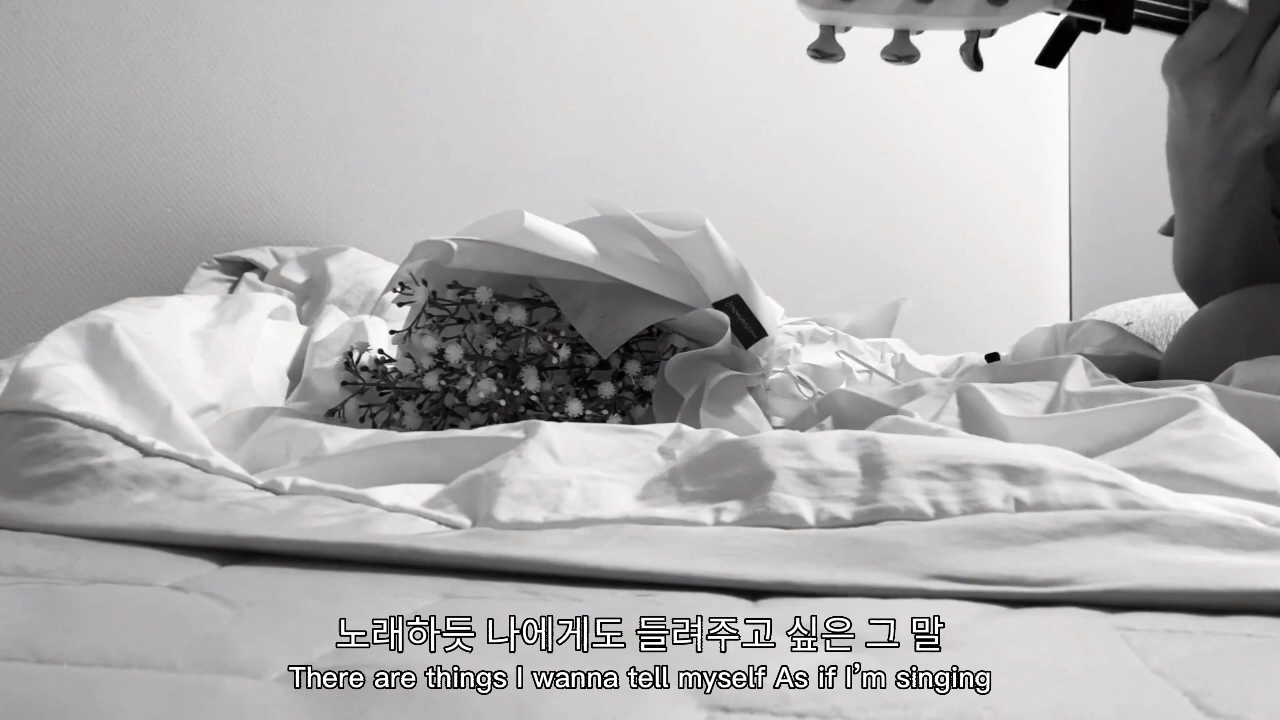 노래하듯 나에게도 들려주고 싶은 그 말
There are things I wanna tell myself As if I'm singing